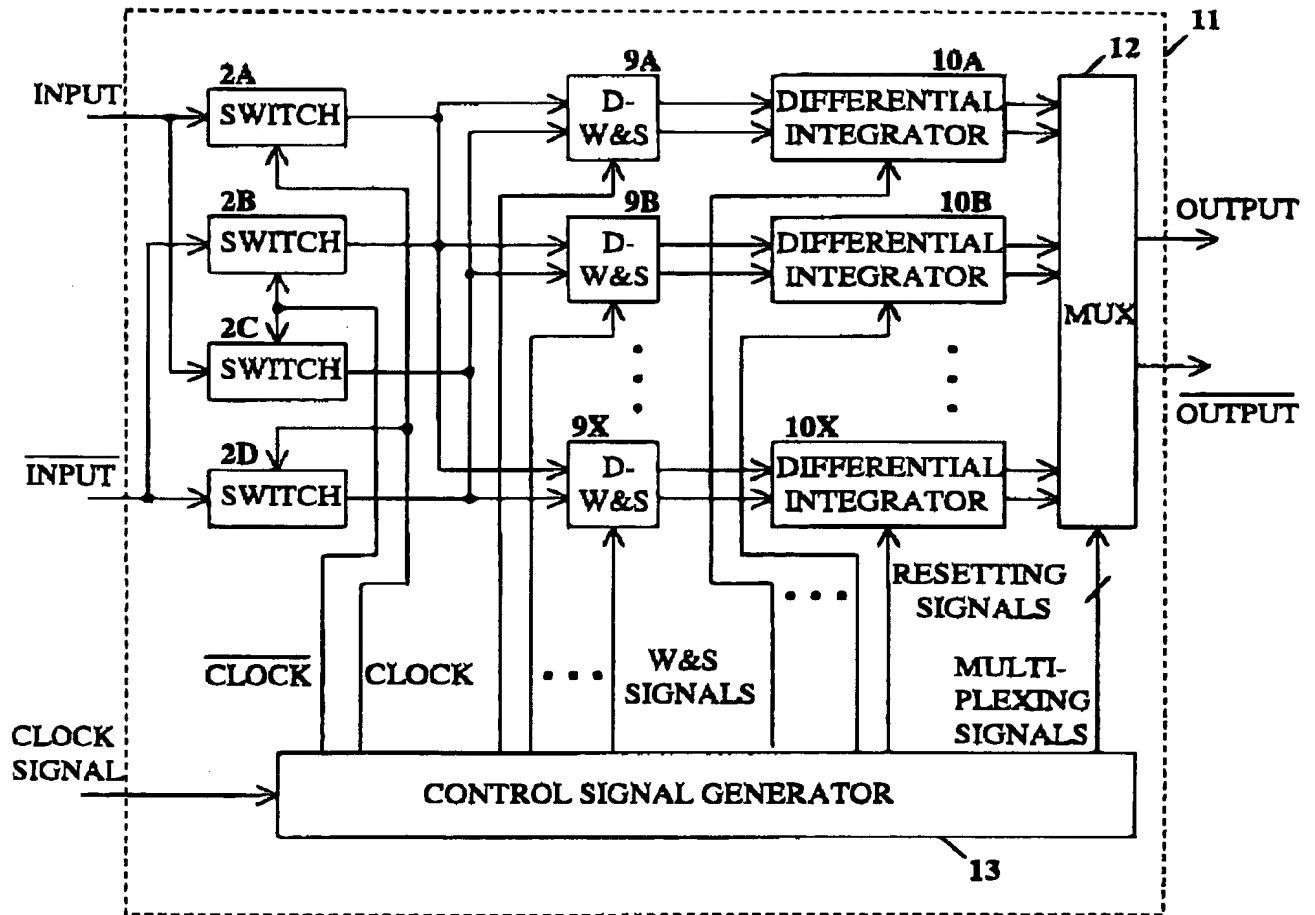 11
12
INPUT
2A
SWITCH
9A
D-
W&S
10A
DIFFERENTIAL
INTEGRATOR
2B
SWITCH
9B
D-
W&S
10B
DIFFERENTIAL
INTEGRATOR
MUX
OUTPUT
2C
SWITCH
OUTPUT
INPUT
2D
SWITCH
9X
D-
W&S
10X
DIFFERENTIAL
INTEGRATOR
RESETTING
SIGNALS
CLOCK
CLOCK
W&S
SIGNALS
MULTI-
PLEXING
SIGNALS
CLOCK
SIGNAL
CONTROL SIGNAL GENERATOR
13